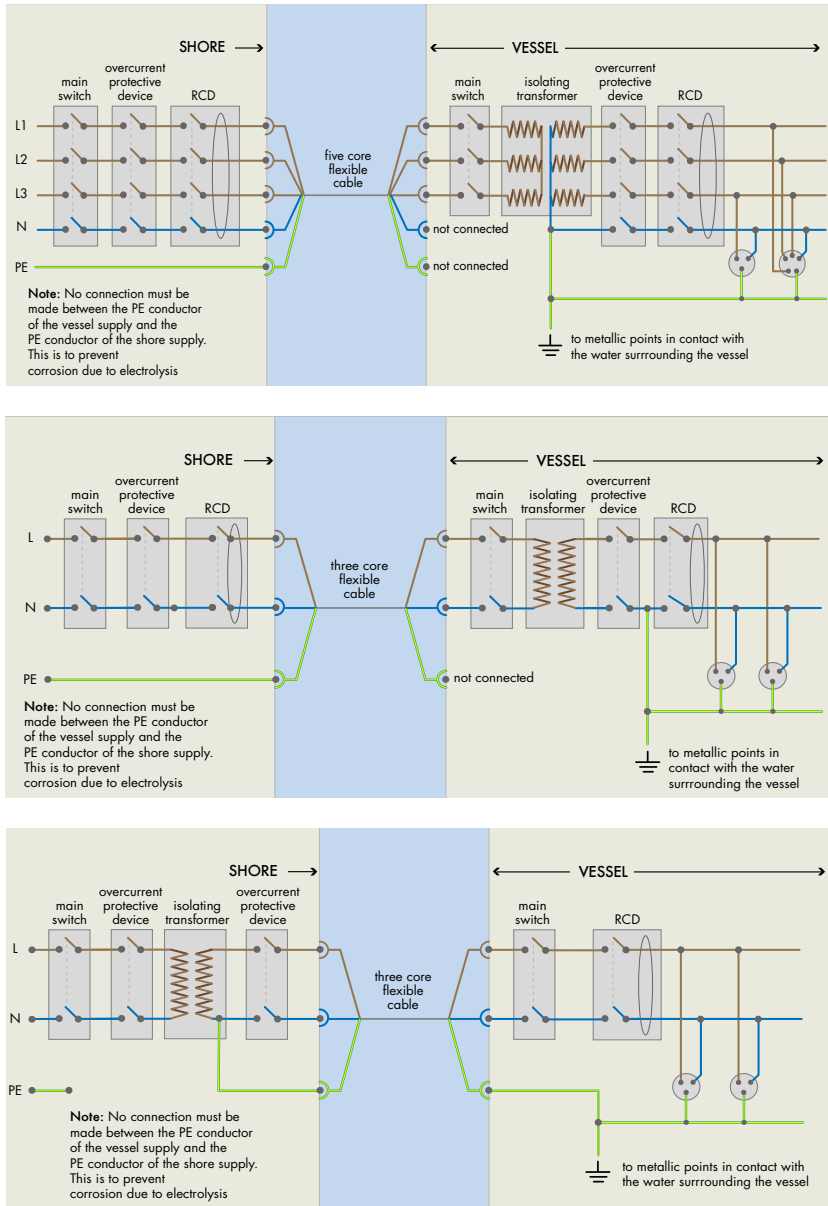 SHORE
VESSEL
main
switch
overcurrent
protective
device
RCD
main
switch
isolating
transformer
overcurrent
protective
device
RCD
L1
L2
L3
N
PE
five core
flexible
cable
not connected
not connected
Note: No connection must be
made between the PE conductor
of the vessel supply and the
PE conductor of the shore supply.
This is to prevent
corrosion due to electrolysis
to metallic points in contact with
the water surrrounding the vessel
SHORE
VESSEL
main
switch
overcurrent
protective
device
RCD
main
switch
isolating
transformer
overcurrent
protective
device
RCD
L
N
PE
three core
flexible
cable
not connected
Note: No connection must be
made between the PE conductor
of the vessel supply and the
PE conductor of the shore supply.
This is to prevent
corrosion due to electrolysis
to metallic points in
contact with the water
surrrounding the vessel
SHORE
VESSEL
main
switch
overcurrent
protective
device
isolating
transformer
overcurrent
protective
device
main
switch
RCD
L
N
PE
three core
flexible
cable
Note: No connection must be
made between the PE conductor
of the vessel supply and the
PE conductor of the shore supply.
This is to prevent
corrosion due to electrolysis
to metallic points in contact with
the water surrrounding the vessel